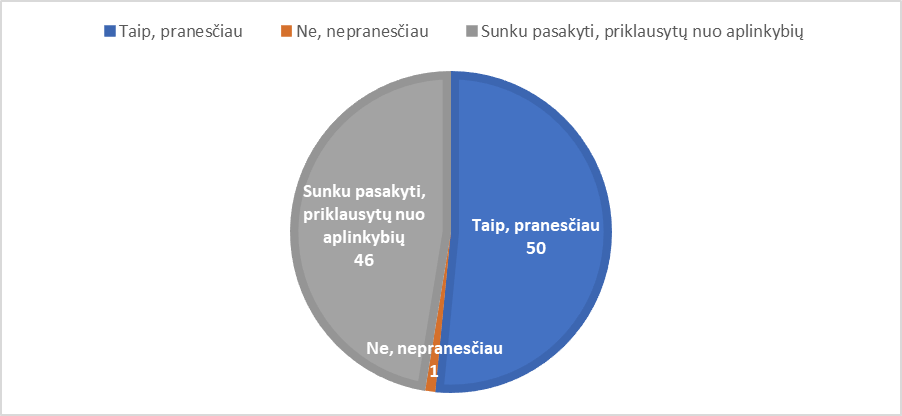 Taip, pranesčiau Ne, nepranesčiau Sunku pasakyti, priklausytų nuo aplinkybių
Sunku pasakyti,
priklausytų nuo
aplinkybių
46
Taip, pranesčiau
50
Ne, nepranesčiau
1